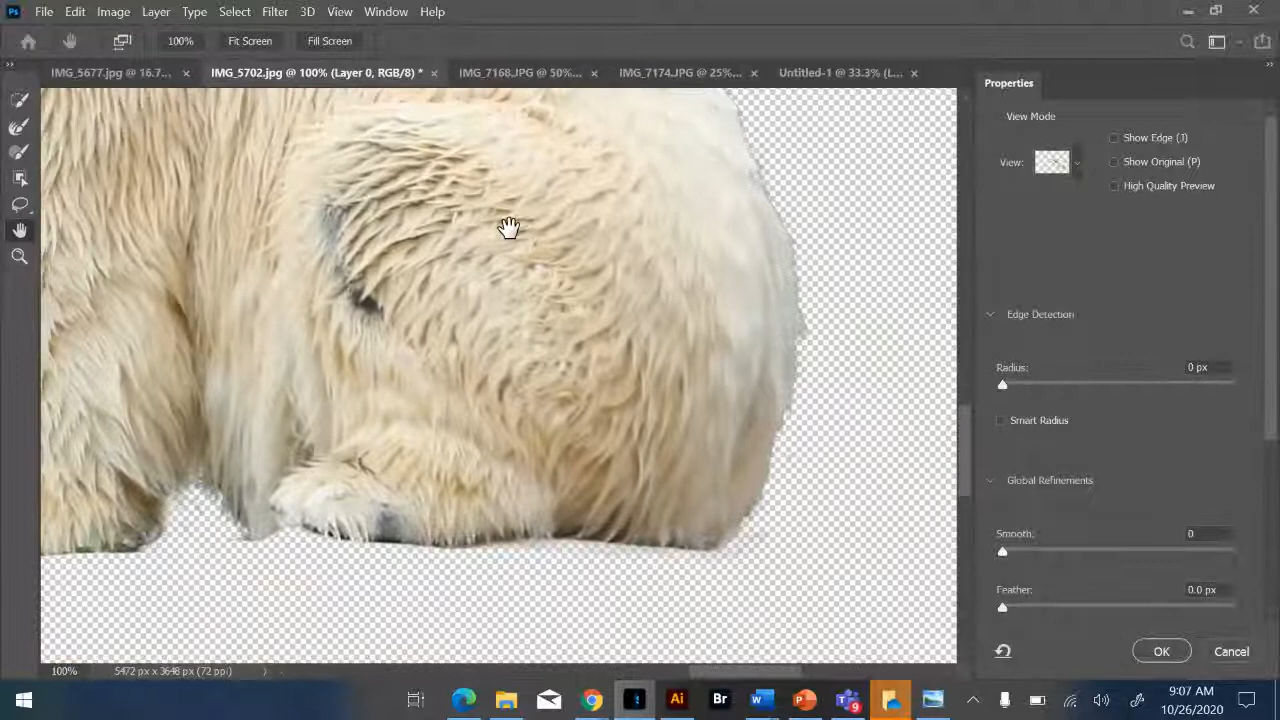 Ps File Edit Image Layer Type Select Filter 3D View Window Help
100% Fit Screen Fill Screen
IMG_5677.jpg @ 16.7... × IMG_5702.jpg @ 100% (Layer 0, RGB/8) * × IMG_7168.JPG @ 50%... × IMG_7174.JPG @ 25%... × Untitled-1 @ 33.3% (L... ×
Properties
View Mode
Show Edge (J)
View:
Show Original (P)
High Quality Preview
Edge Detection
Radius: 0 px
Smart Radius
Global Refinements
Smooth: 0
Feather: 0.0 px
OK Cancel
100% 5472 px x 3648 px (72 ppi)
Ai Br 9
9:07 AM
10/26/2020